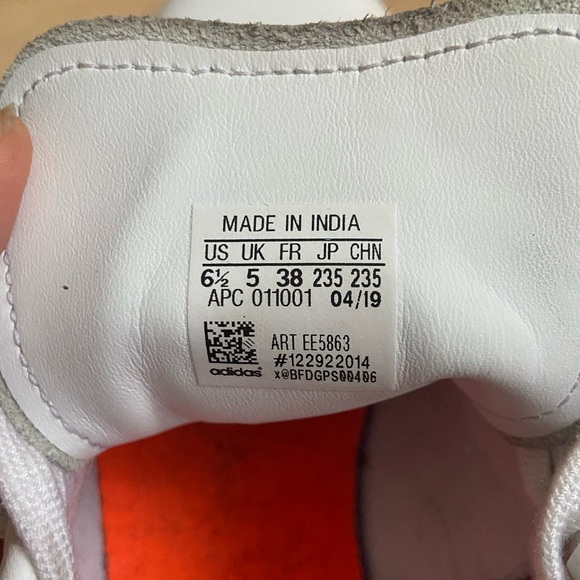 MADE IN INDIA
US UK FR JP CHN
6½ 5 38 235 235
APC 011001 04/19
ART EE5863
#122922014
adidas x@BFDGPS00406